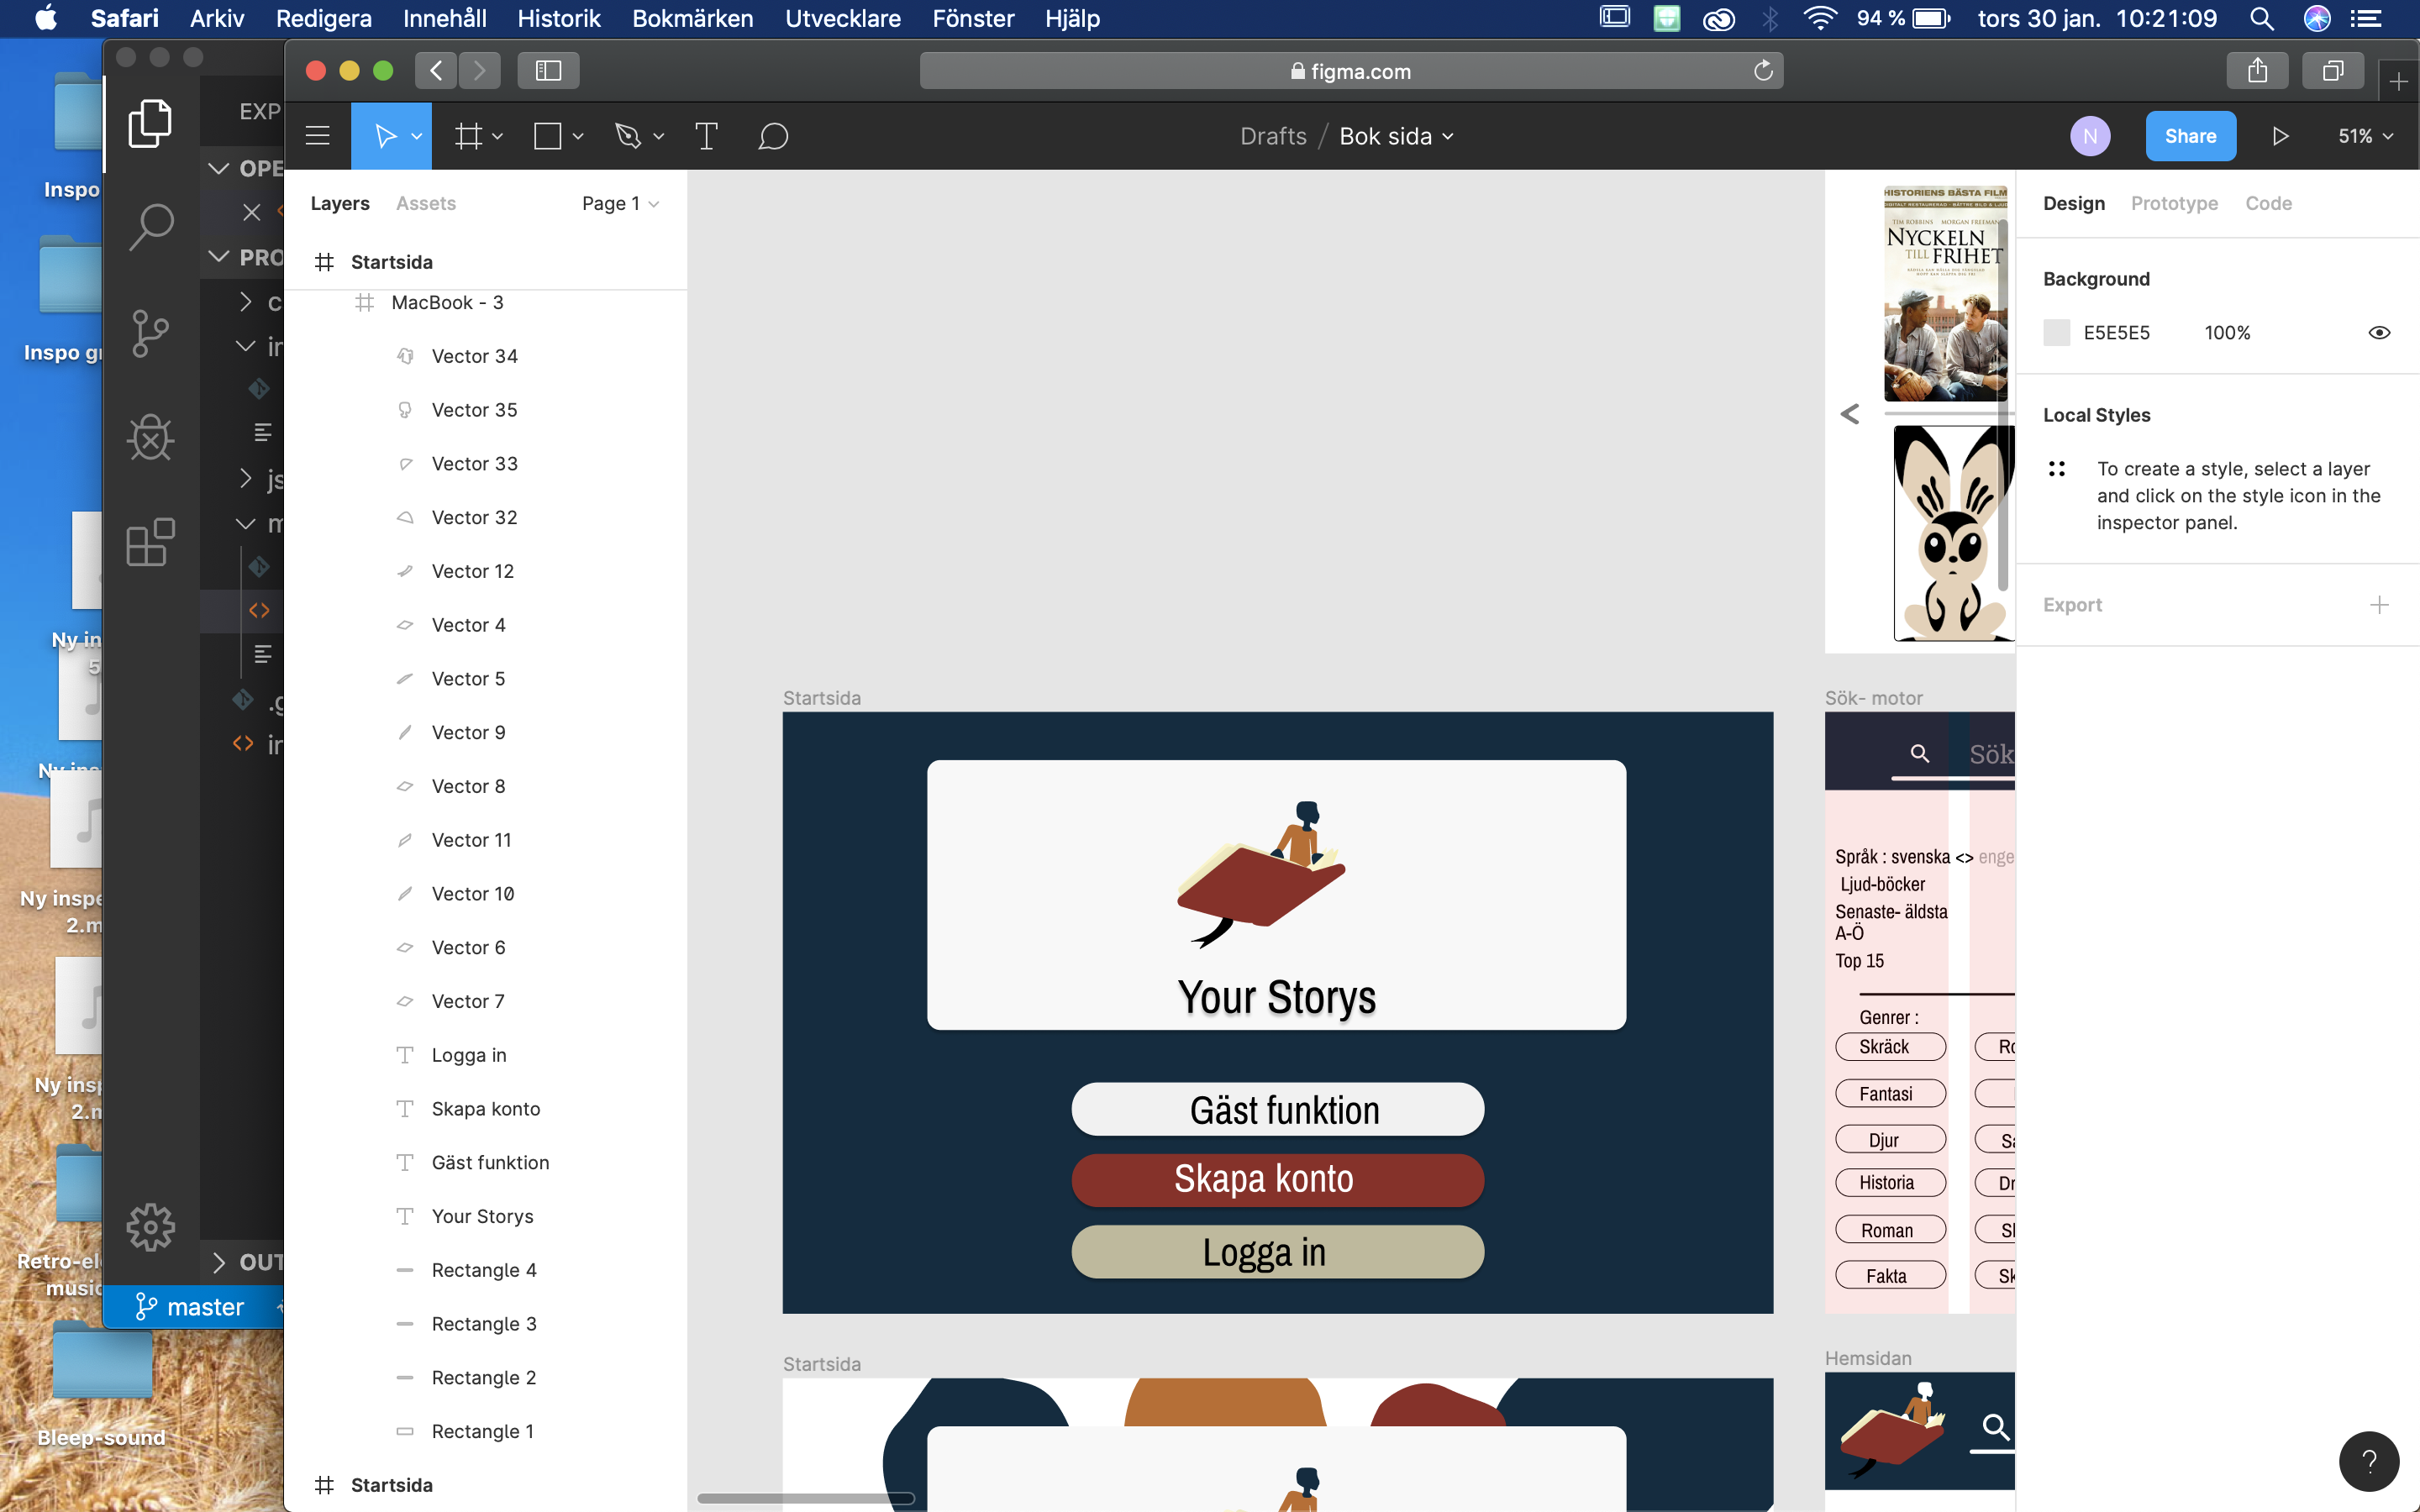 Safari Arkiv Redigera Innehåll Historik Bokmärken Utvecklare Fönster Hjälp 94 % tors 30 jan. 10:21:09
figma.com
Drafts / Bok sida N Share 51%
Inspo
Inspo
Ny in
5
Ny inspe
2.m
Ny insp
2.m
Retro-el
music
Bleep-sound
EXP
OPE
PRO
c
js
OUT
master
Layers Assets Page 1
Startsida
MacBook - 3
Vector 34
Vector 35
Vector 33
Vector 32
Vector 12
Vector 4
Vector 5
Vector 9
Vector 8
Vector 11
Vector 10
Vector 6
Vector 7
Logga in
Skapa konto
Gäst funktion
Your Storys
Rectangle 4
Rectangle 3
Rectangle 2
Rectangle 1
Startsida
HISTORIENS BÄSTA FILM
TIM ROBBINS MORGAN FREEMAN
NYCKELN
TILL FRIHET
Startsida
Your Storys
Gäst funktion
Skapa konto
Logga in
Startsida
Sök- motor
Sök
Språk : svenska <> enge
Ljud-böcker
Senaste- äldsta
A-Ö
Top 15
Genrer :
Skräck
Fantasi
Djur
Historia
Roman
Fakta
Hemsidan
Design Prototype Code
Background
E5E5E5 100%
Local Styles
To create a style, select a layer
and click on the style icon in the
inspector panel.
Export
?